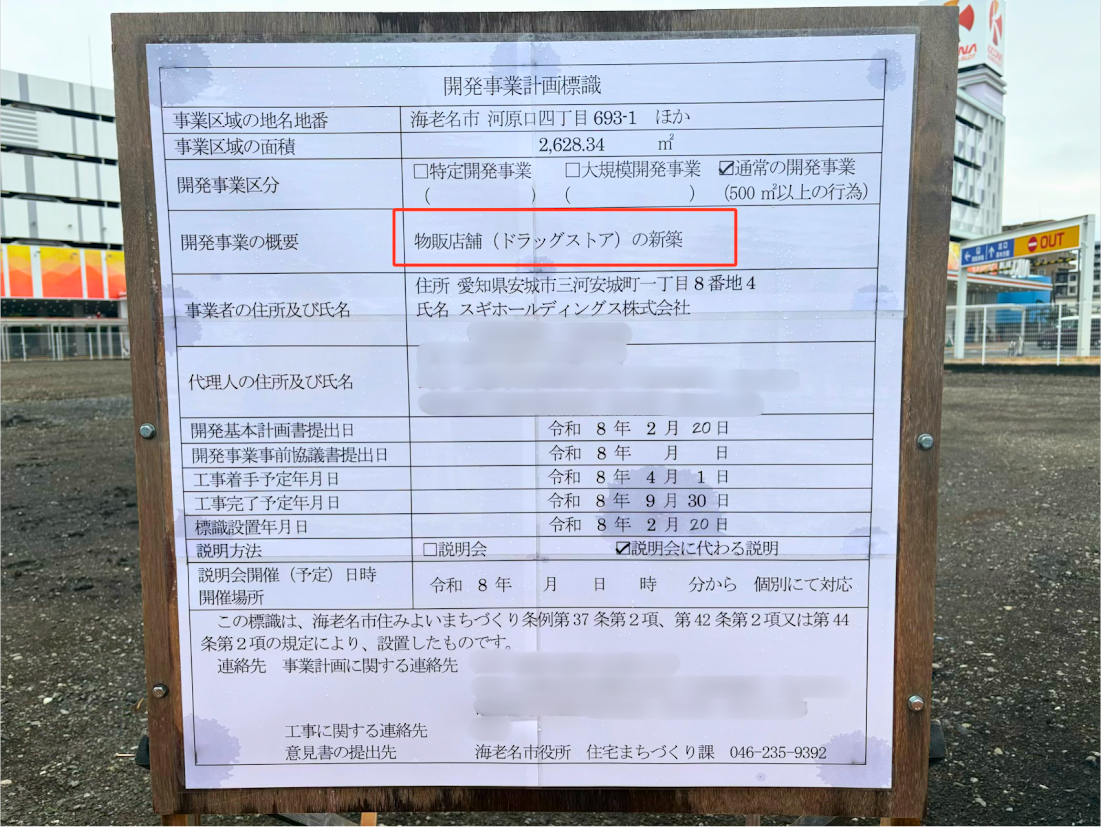 開発事業計画標識
事業区域の地名地番 海老名市 河原口四丁目693-1 ほか
事業区域の面積 2,628.34 ㎡
開発事業区分 □特定開発事業 □大規模開発事業 ☑通常の開発事業
( ) ( ) (500㎡以上の行為)
開発事業の概要 物販店舗（ドラッグストア）の新築
事業者の住所及び氏名 住所 愛知県安城市三河安城町一丁目8番地4
氏名 スギホールディングス株式会社
代理人の住所及び氏名
開発基本計画書提出日 令和 8年 2月 20日
開発事業事前協議書提出日 令和 8年 月 日
工事着手予定年月日 令和 8年 4月 1日
工事完了予定年月日 令和 8年 9月 30日
標識設置年月日 令和 8年 2月 20日
説明方法 □説明会 ☑説明会に代わる説明
説明会開催（予定）日時
開催場所 令和 8年 月 日 時 分から 個別にて対応
この標識は、海老名市住みよいまちづくり条例第37条第2項、第42条第2項又は第44
条第2項の規定により、設置したものです。
連絡先 事業計画に関する連絡先
工事に関する連絡先
意見書の提出先 海老名市役所 住宅まちづくり課 046-235-9392
OUT